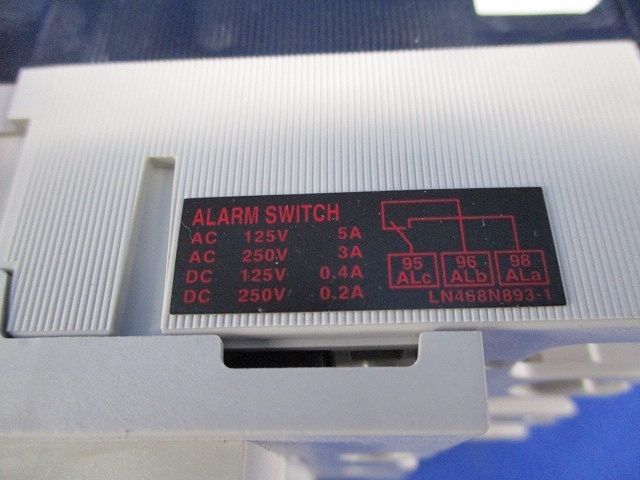 ALARM SWITCH
AC 125V 5A
AC 250V 3A
DC 125V 0.4A
DC 250V 0.2A
95 96 98
ALc ALb ALa
LN468N893-1